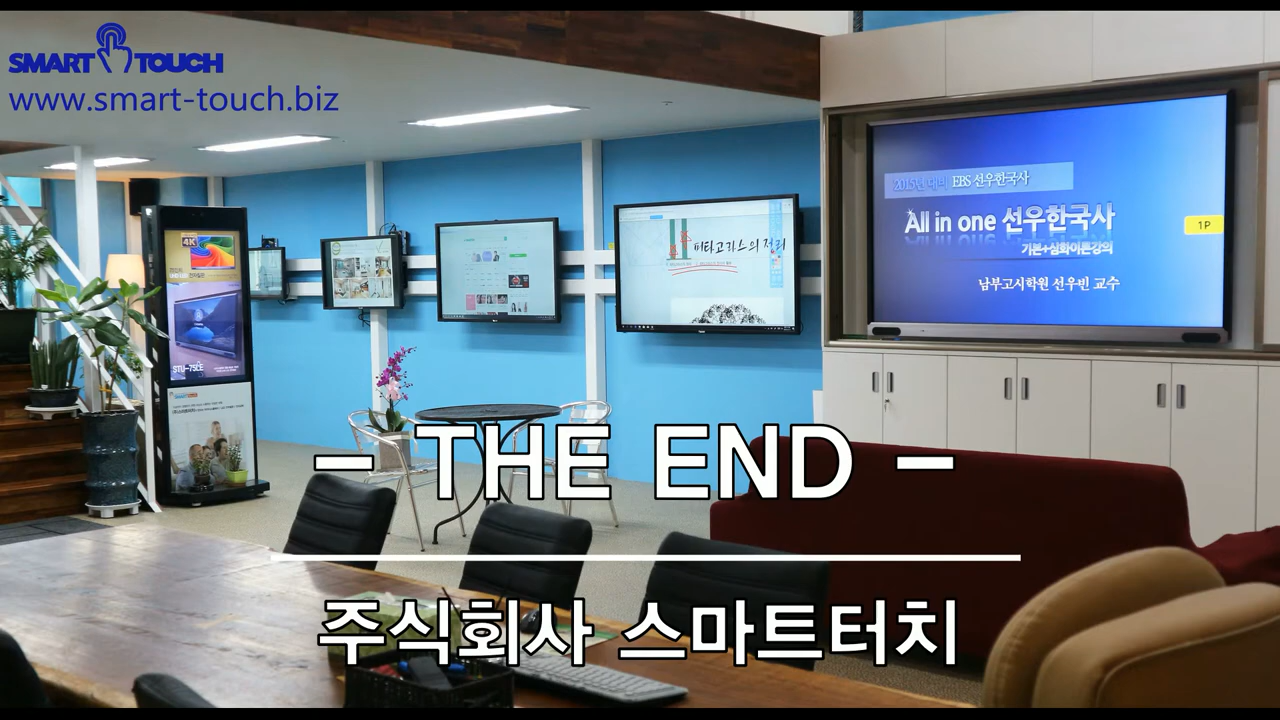 SMART TOUCH
www.smart-touch.biz
2015년 대비 EBS 선우한국사
All in one 선우한국사
기본+심화이론강의
남부고시학원 선우빈 교수
1P
피타고라스의 정리
4K
STU-75LE
- THE END -
주식회사 스마트터치